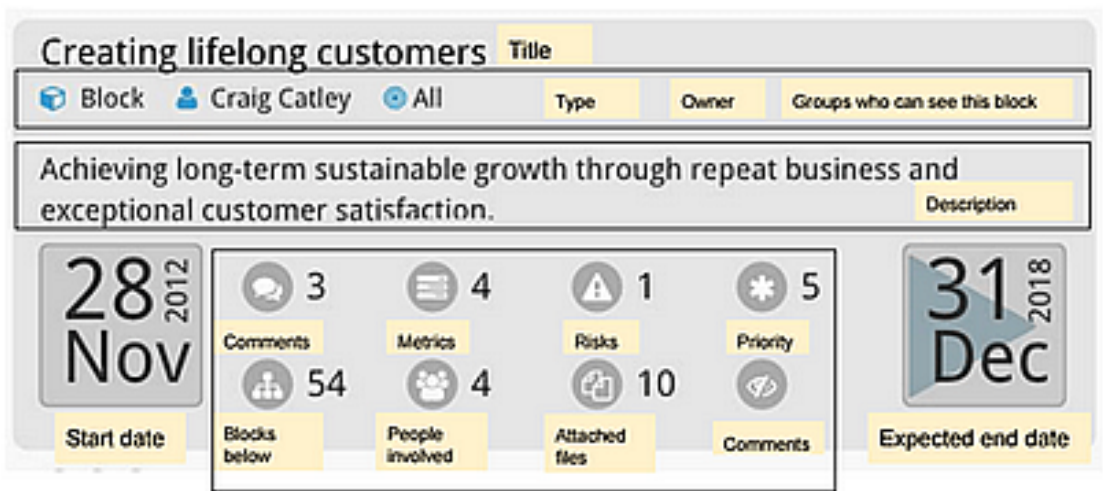 Creating lifelong customers Title
Block Craig Catley All Type Owner Groups who can see this block
Achieving long-term sustainable growth through repeat business and
exceptional customer satisfaction.
Description
28 2012
Nov
3 4 1 5
Comments Metrics Risks Priority
54 4 10
Blocks
below
People
involved
Attached
files
Comments
31 2018
Dec
Start date
Expected end date